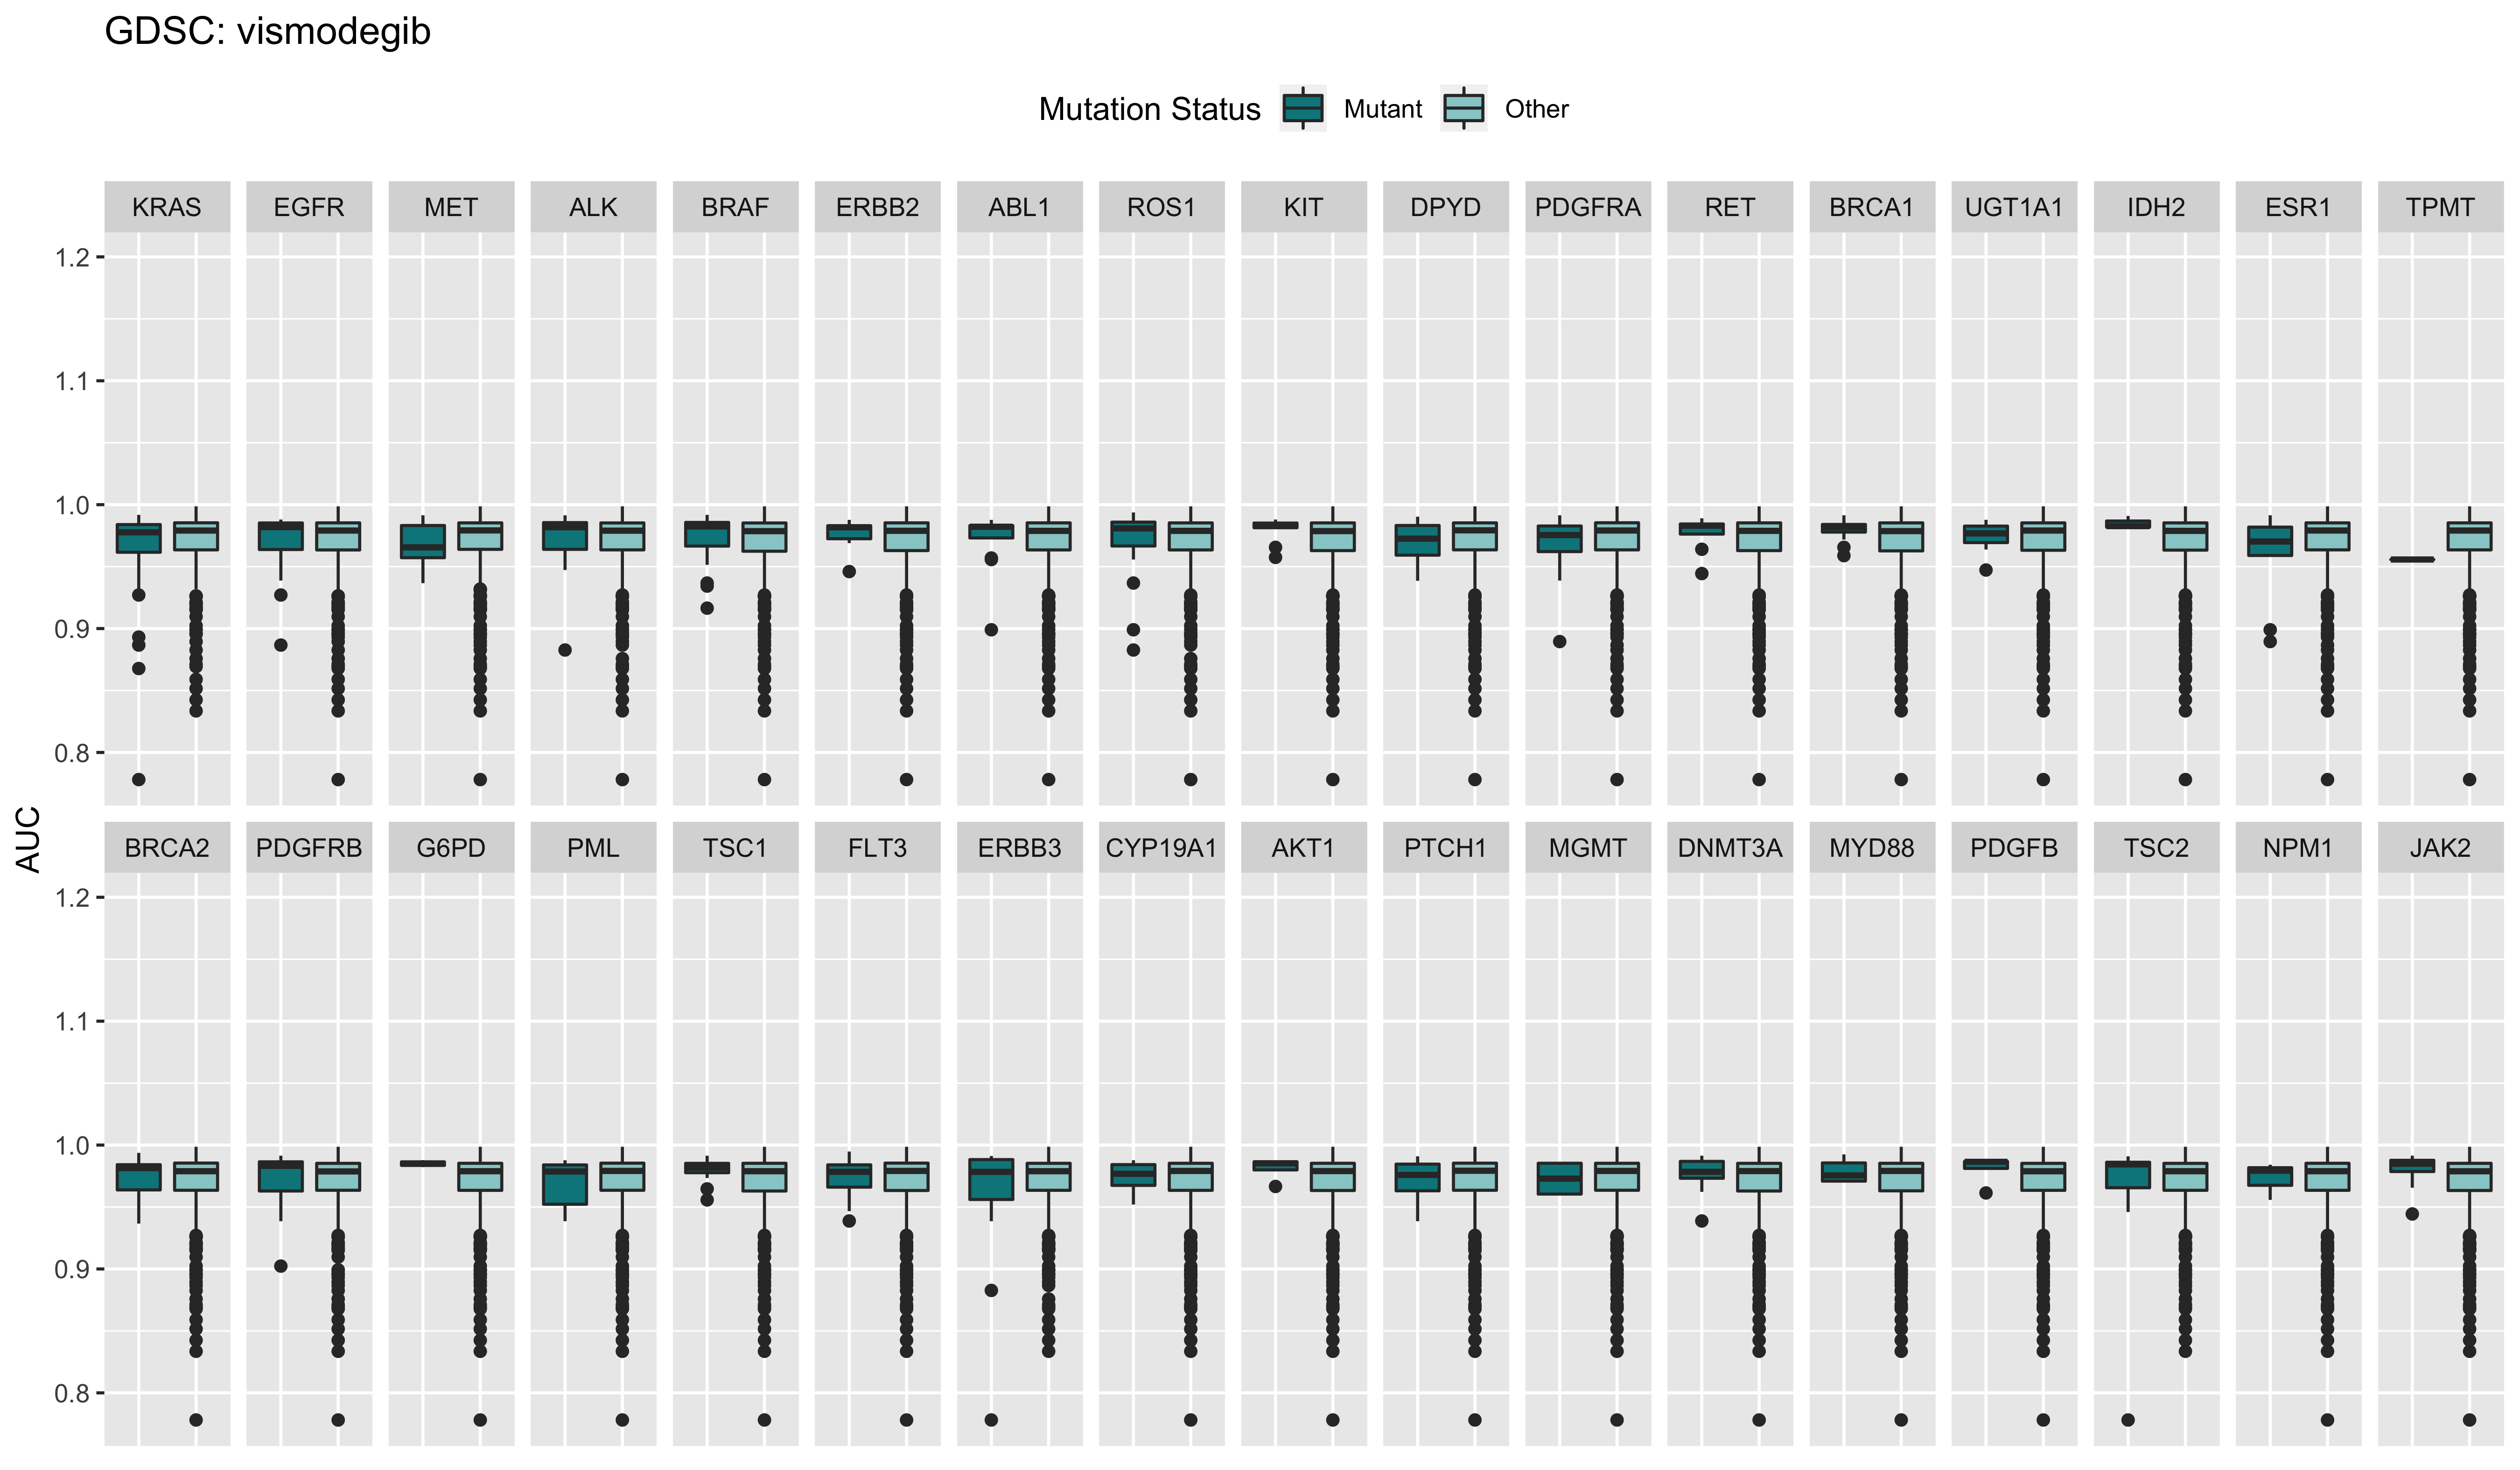 GDSC: vismodegib
Mutation Status Mutant Other
KRAS EGFR MET ALK BRAF ERBB2 ABL1 ROS1 KIT DPYD PDGFRA RET BRCA1 UGT1A1 IDH2 ESR1 TPMT
1.2
1.1
1.0
0.9
0.8
AUC
BRCA2 PDGFRB G6PD PML TSC1 FLT3 ERBB3 CYP19A1 AKT1 PTCH1 MGMT DNMT3A MYD88 PDGFB TSC2 NPM1 JAK2
1.2
1.1
1.0
0.9
0.8